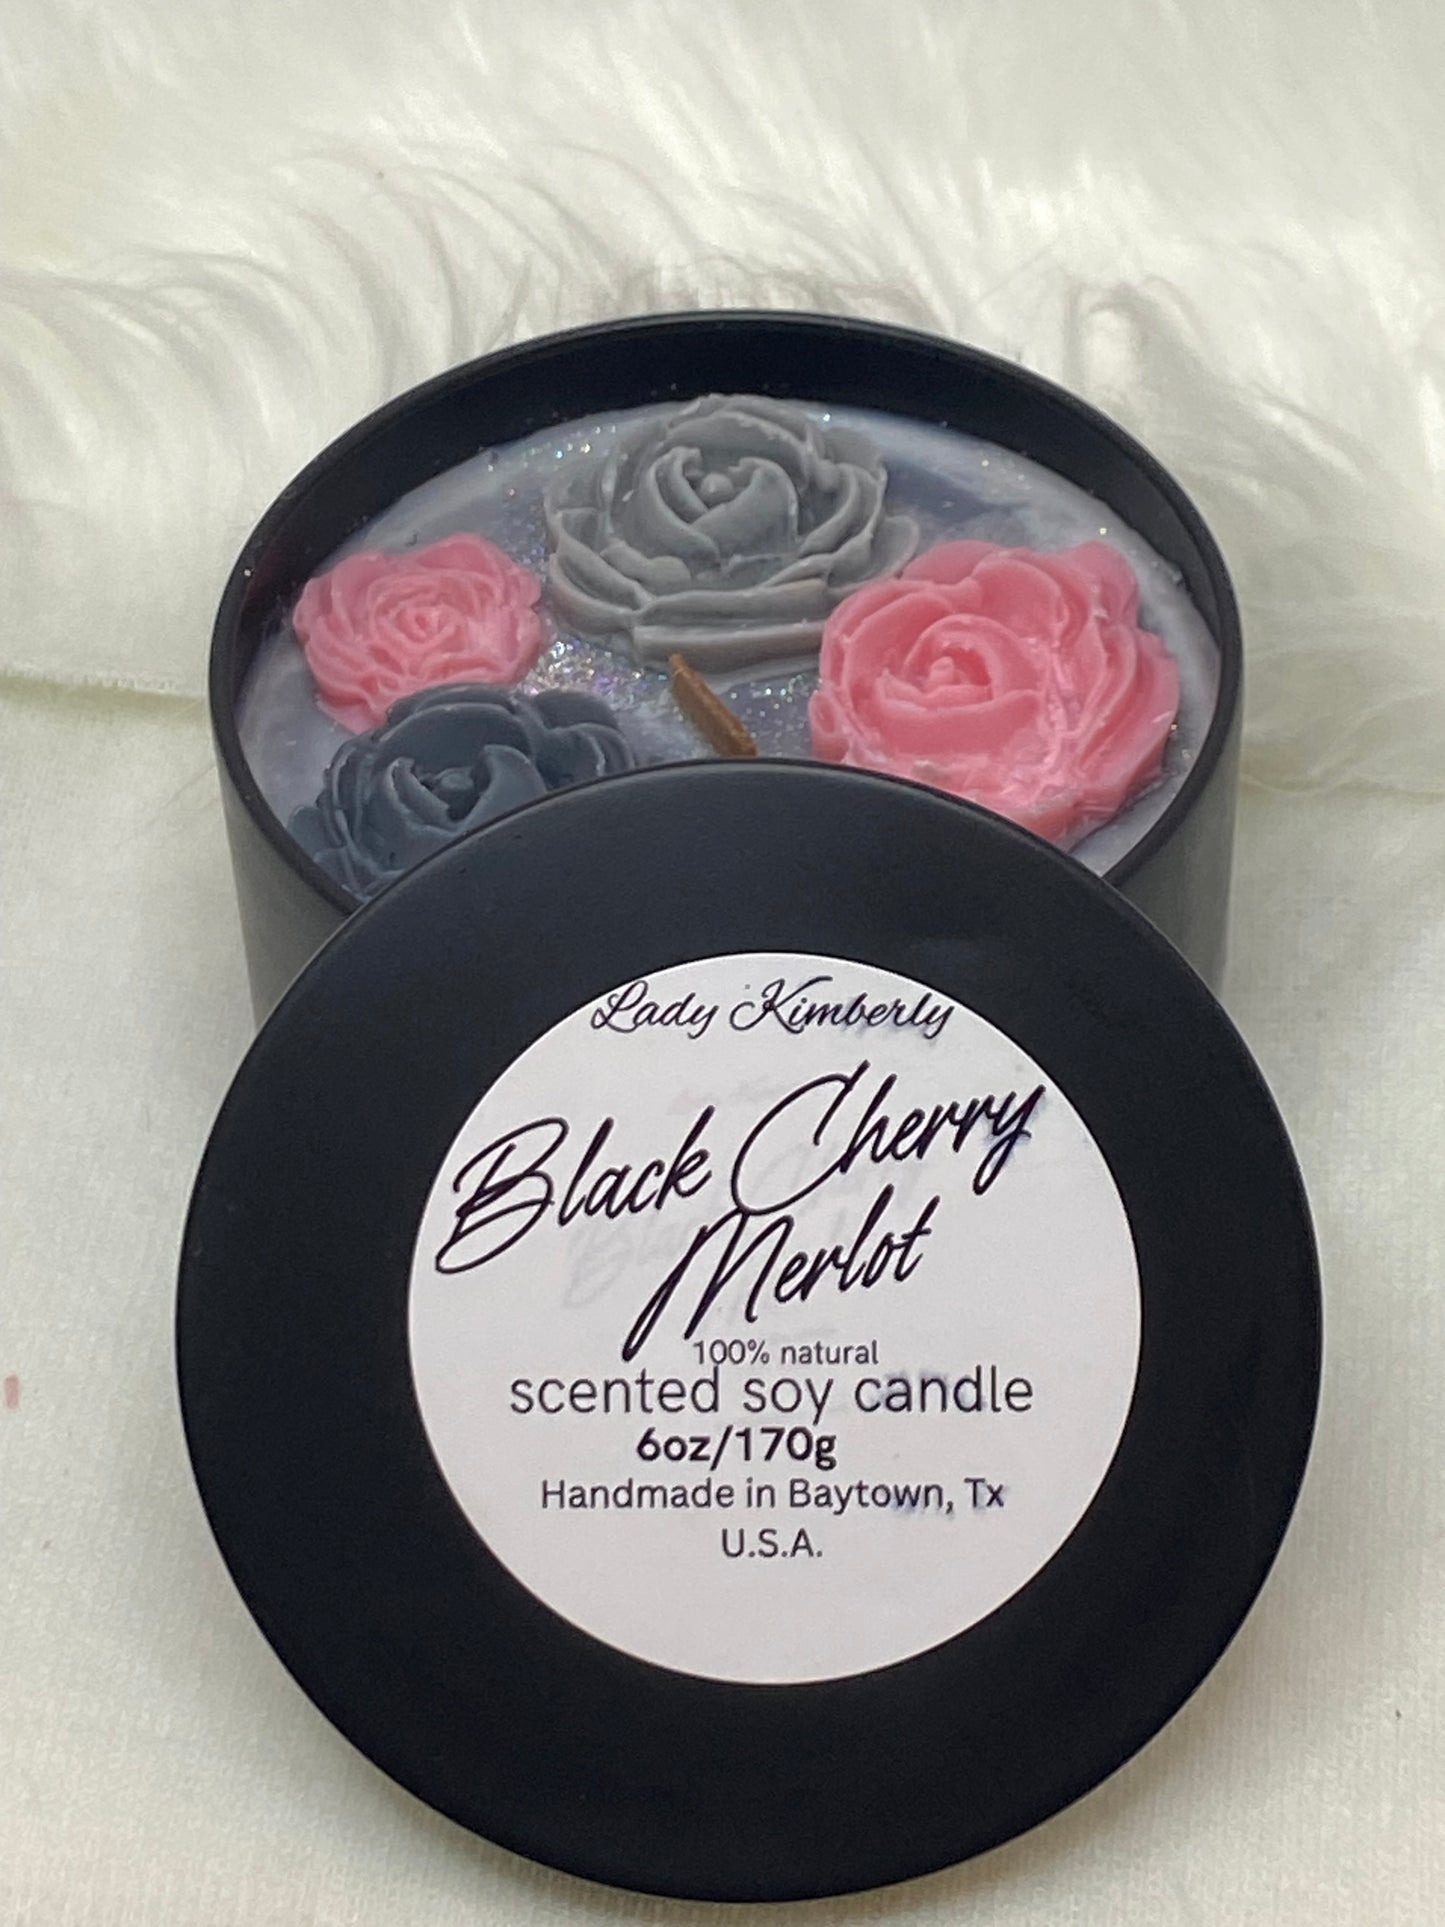 Lady Kimberly
Black Cherry
Merlot
100% natural
scented soy candle
6oz/170g
Handmade in Baytown, Tx
U.S.A.